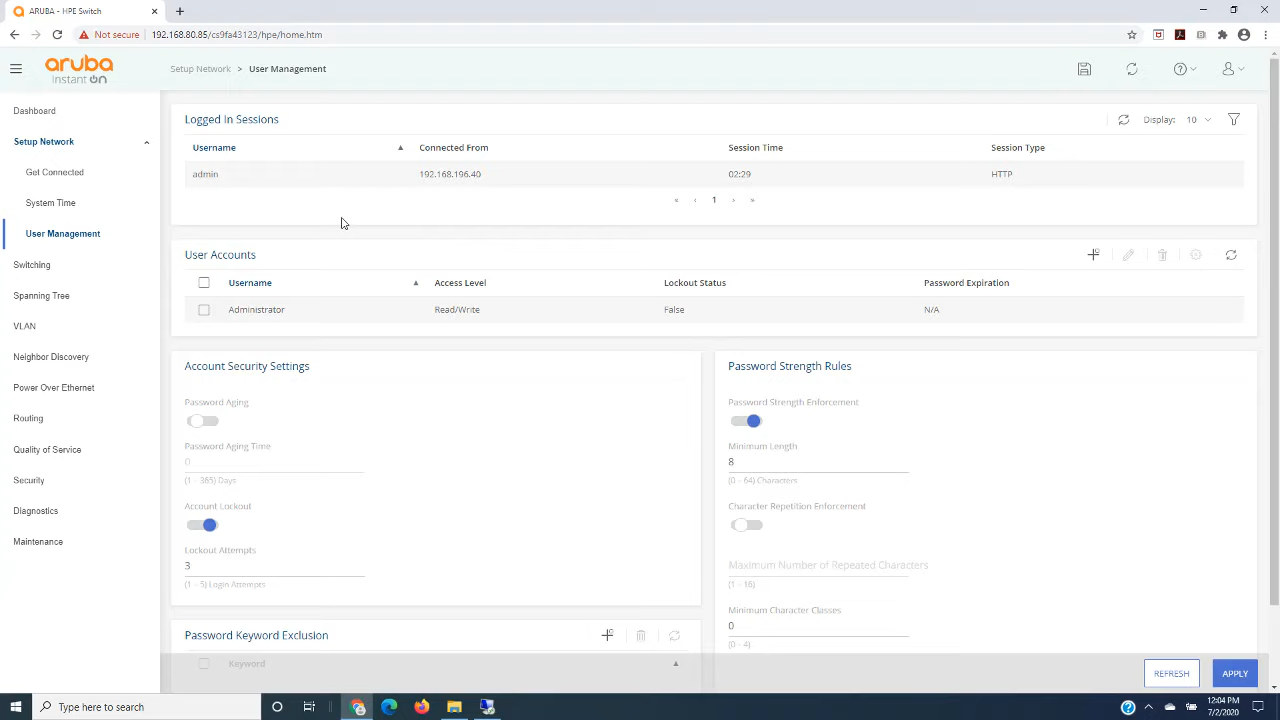 ARUBA - HPE Switch
Not secure
192.168.80.85/cs9fa43123/hpe/home.htm
aruba
instant on
Setup Network > User Management
Dashboard
Setup Network
Get Connected
System Time
User Management
Switching
Spanning Tree
VLAN
Neighbor Discovery
Power Over Ethernet
Routing
Quality of Service
Security
Diagnostics
Maintenance
Logged In Sessions
Display: 10
Username Connected From Session Time Session Type
admin 192.168.196.40 02:29 HTTP
« ‹ 1 › »
User Accounts
Username Access Level Lockout Status Password Expiration
Administrator Read/Write False N/A
Account Security Settings
Password Aging
Password Aging Time
0
(1 – 365) Days
Account Lockout
Lockout Attempts
3
(1 – 5) Login Attempts
Password Keyword Exclusion
Keyword
Password Strength Rules
Password Strength Enforcement
Minimum Length
8
(0 – 64) Characters
Character Repetition Enforcement
Maximum Number of Repeated Characters
(1 – 16)
Minimum Character Classes
0
(0 – 4)
REFRESH
APPLY
Type here to search
12:04 PM
7/2/2020